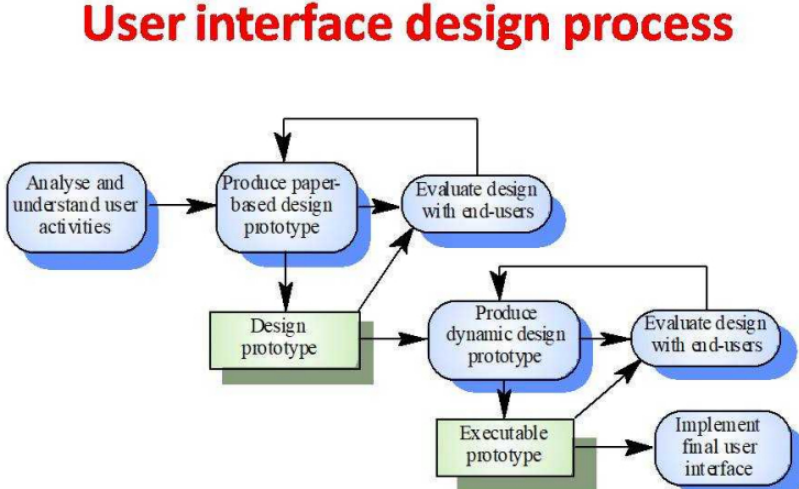 User interface design process
Analyse and
understand user
activities
Produce paper-
based design
prototype
Evaluate design
with end-users
Design
prototype
Produce
dynamic design
prototype
Evaluate design
with end-users
Executable
prototype
Implement
final user
interface